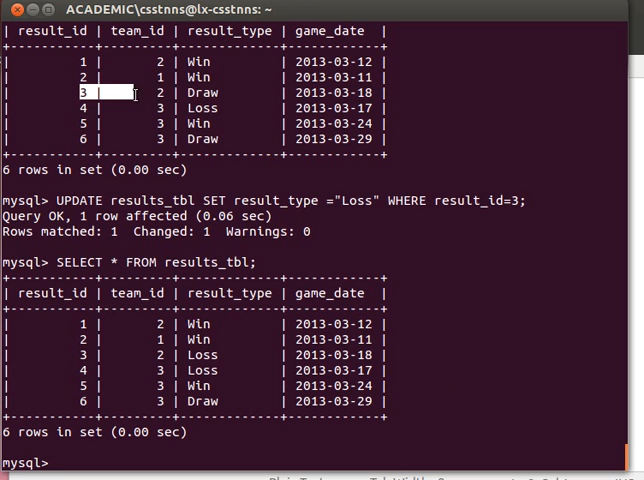 ACADEMIC\csstnns@lx-csstnns: ~
| result_id | team_id | result_type | game_date  |
+-----------+---------+-------------+------------+
|         1 |       2 | Win         | 2013-03-12 |
|         2 |       1 | Win         | 2013-03-11 |
|         3 |       2 | Draw        | 2013-03-18 |
|         4 |       3 | Loss        | 2013-03-17 |
|         5 |       3 | Win         | 2013-03-24 |
|         6 |       3 | Draw        | 2013-03-29 |
+-----------+---------+-------------+------------+
6 rows in set (0.00 sec)
mysql> UPDATE results_tbl SET result_type ="Loss" WHERE result_id=3;
Query OK, 1 row affected (0.06 sec)
Rows matched: 1  Changed: 1  Warnings: 0
mysql> SELECT * FROM results_tbl;
+-----------+---------+-------------+------------+
| result_id | team_id | result_type | game_date  |
+-----------+---------+-------------+------------+
|         1 |       2 | Win         | 2013-03-12 |
|         2 |       1 | Win         | 2013-03-11 |
|         3 |       2 | Loss        | 2013-03-18 |
|         4 |       3 | Loss        | 2013-03-17 |
|         5 |       3 | Win         | 2013-03-24 |
|         6 |       3 | Draw        | 2013-03-29 |
+-----------+---------+-------------+------------+
6 rows in set (0.00 sec)
mysql>